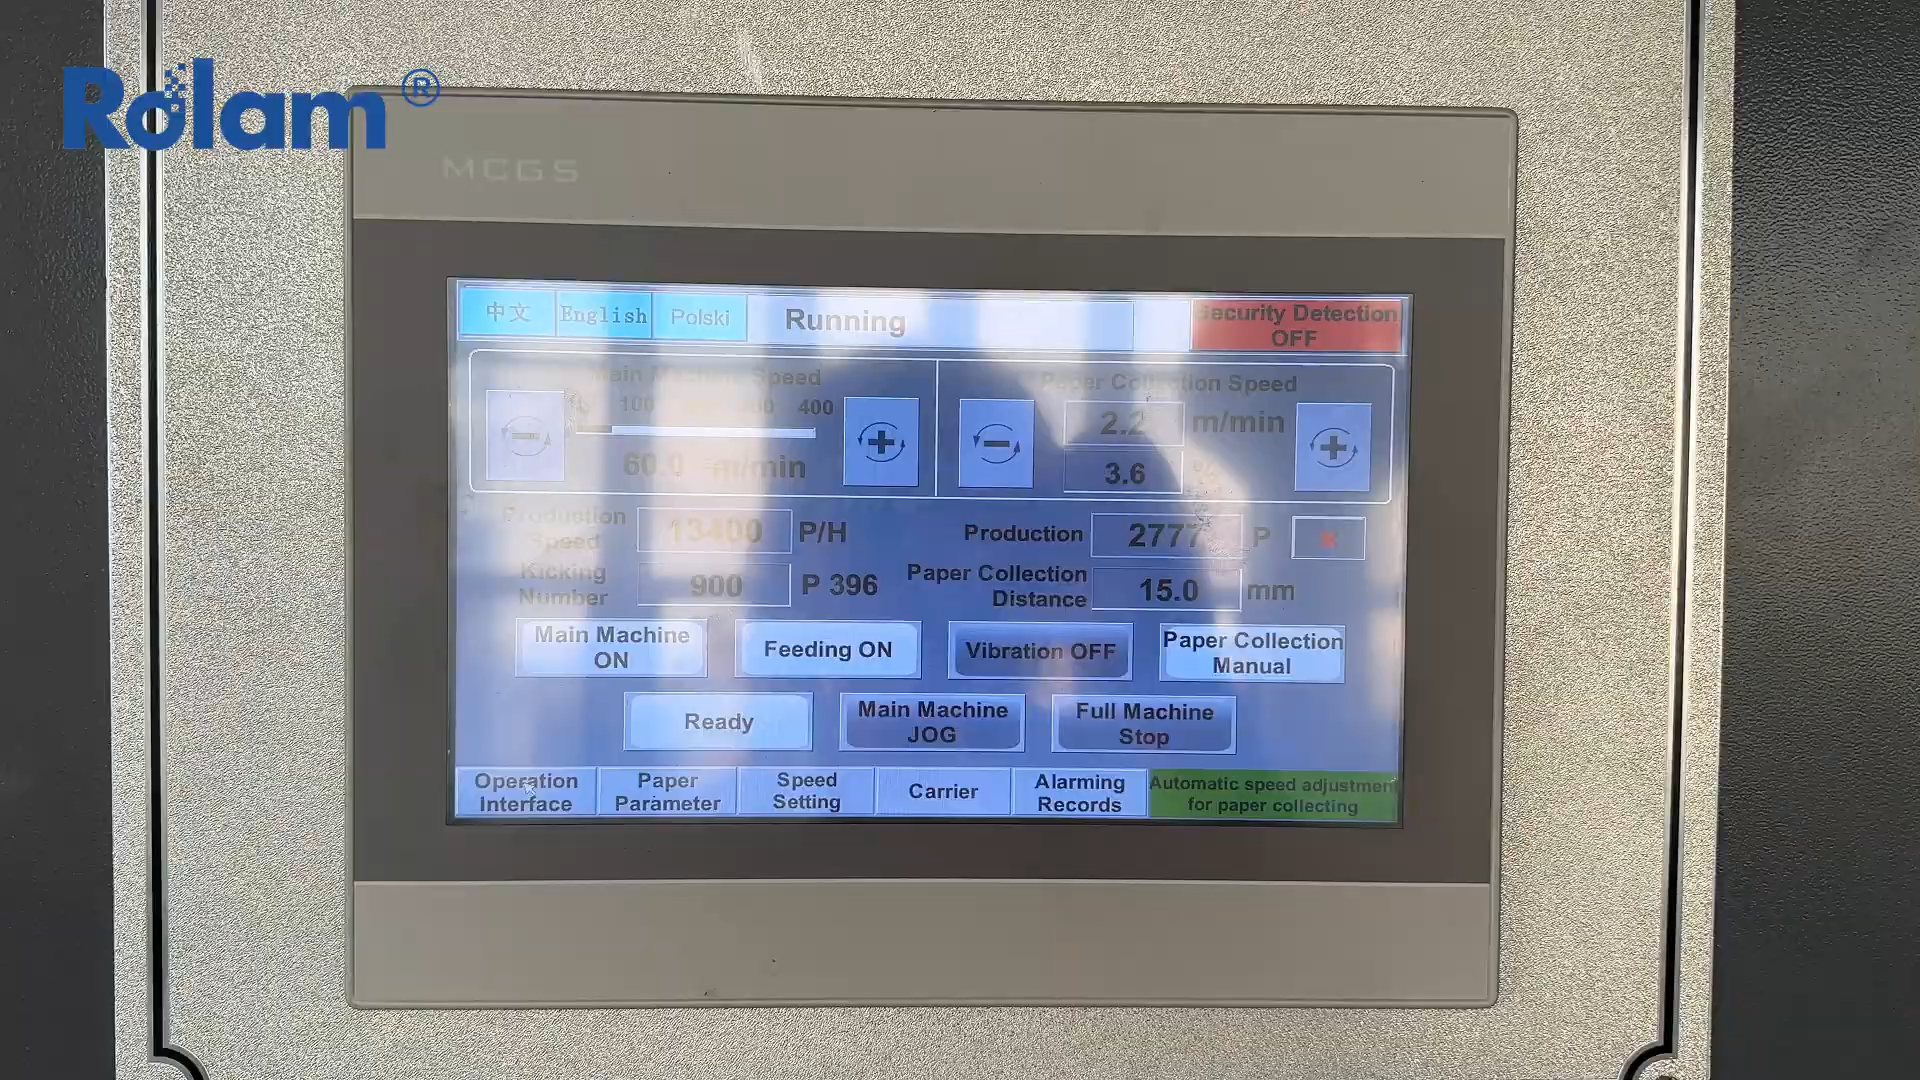 Rolam®
MCGS
中文 English Polski Running Security Detection
OFF
Main Machine Speed
100 400
60.0 m/min
Paper Collection Speed
2.2 m/min
3.6 %
Production
Speed 13400 P/H
Production 2777 P
Kicking
Number 900 P 396
Paper Collection
Distance 15.0 mm
Main Machine
ON
Feeding ON
Vibration OFF
Paper Collection
Manual
Ready
Main Machine
JOG
Full Machine
Stop
Operation
Interface
Paper
Parameter
Speed
Setting
Carrier
Alarming
Records
Automatic speed adjustment
for paper collecting